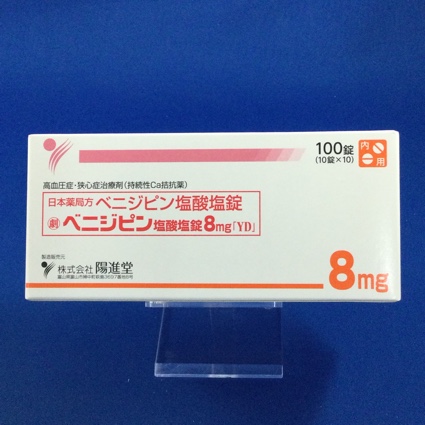 100錠
(10錠×10)
内
用
高血圧症・狭心症治療剤(持続性Ca拮抗薬)
日本薬局方 ベニジピン塩酸塩錠
劇 ベニジピン塩酸塩錠8mg「YD」
製造販売元
株式会社 陽進堂
8mg